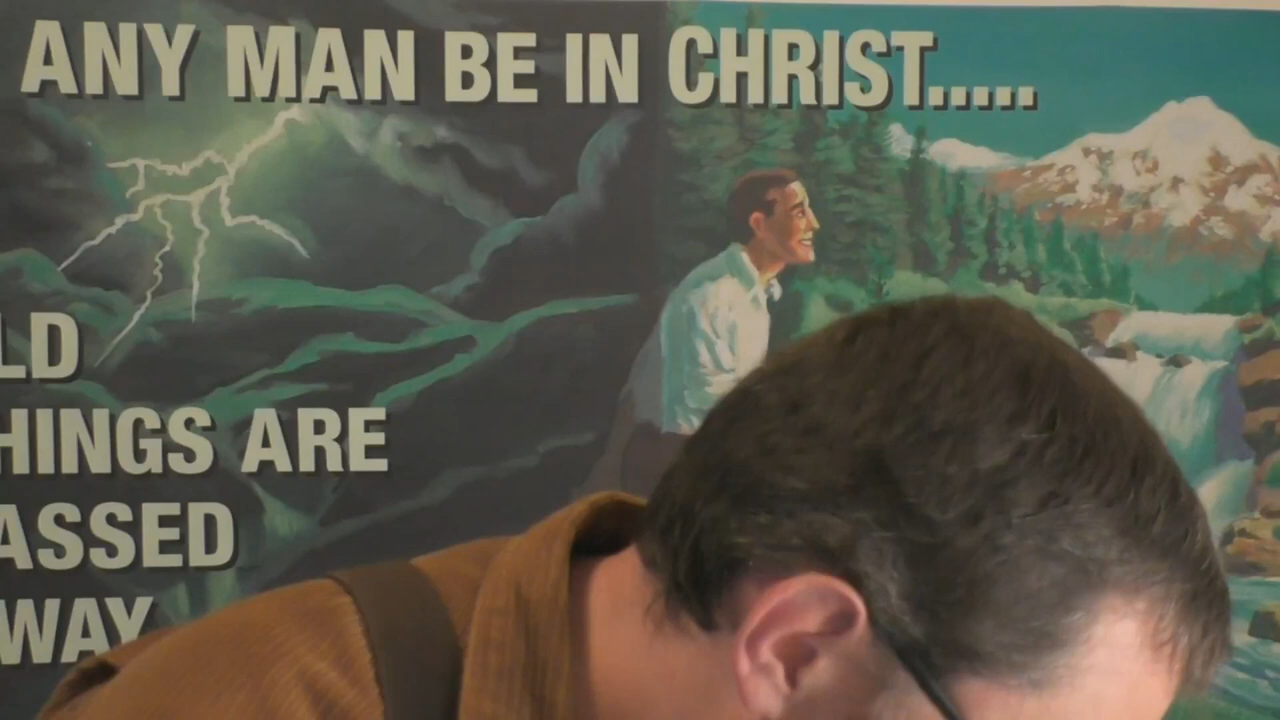 ANY MAN BE IN CHRIST.....
LD
HINGS ARE
ASSED
WAY